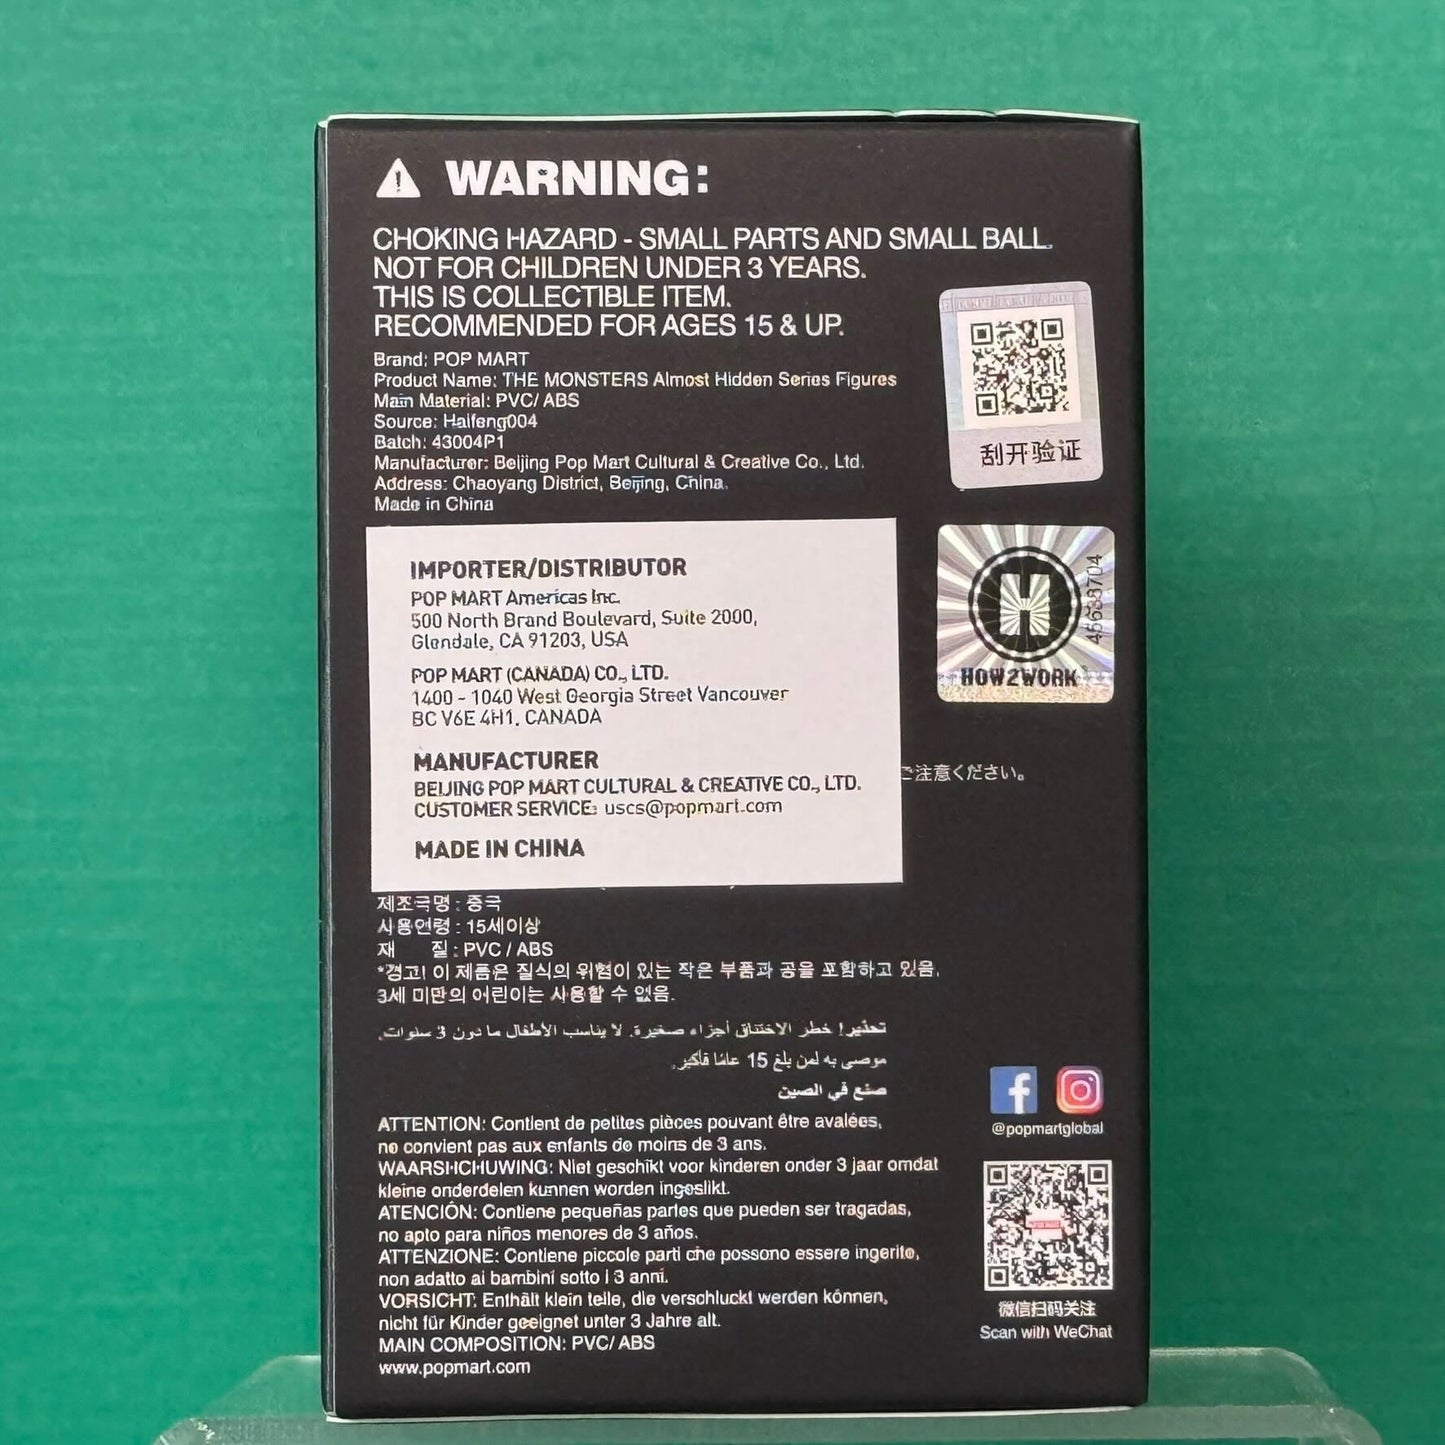 WARNING:
CHOKING HAZARD - SMALL PARTS AND SMALL BALL.
NOT FOR CHILDREN UNDER 3 YEARS.
THIS IS COLLECTIBLE ITEM.
RECOMMENDED FOR AGES 15 & UP.
Brand: POP MART
Product Name: THE MONSTERS Almost Hidden Series Figures
Main Material: PVC/ ABS
Source: Haifeng004
Batch: 43004P1
Manufacturer: Beijing Pop Mart Cultural & Creative Co., Ltd.
Address: Chaoyang District, Beijing, China.
Made in China
刮开验证
IMPORTER/DISTRIBUTOR
POP MART Americas Inc.
500 North Brand Boulevard, Suite 2000,
Glendale, CA 91203, USA
POP MART (CANADA) CO., LTD.
1400 - 1040 West Georgia Street Vancouver
BC V6E 4H1, CANADA
MANUFACTURER
BEIJING POP MART CULTURAL & CREATIVE CO., LTD.
CUSTOMER SERVICE: uscs@popmart.com
MADE IN CHINA
H
HOW2WORK
ご注意ください。
제조국명 : 중국
사용연령 : 15세이상
재 질 : PVC / ABS
*경고! 이 제품은 질식의 위험이 있는 작은 부품과 공을 포함하고 있음.
3세 미만의 어린이는 사용할 수 없음.
تحذير! خطر الاختناق أجزاء صغيرة. لا يناسب الأطفال ما دون 3 سنوات.
موصى به لمن بلغ 15 عامًا فأكثر.
صنع في الصين
ATTENTION: Contient de petites pièces pouvant être avalées,
ne convient pas aux enfants de moins de 3 ans.
WAARSHCHUWING: Niet geschikt voor kinderen onder 3 jaar omdat
kleine onderdelen kunnen worden ingeslikt.
ATENCIÓN: Contiene pequeñas partes que pueden ser tragadas,
no apto para niños menores de 3 años.
ATTENZIONE: Contiene piccole parti che possono essere ingerite,
non adatto ai bambini sotto i 3 anni.
VORSICHT: Enthält klein teile, die verschluckt werden können,
nicht für Kinder geeignet unter 3 Jahre alt.
MAIN COMPOSITION: PVC/ ABS
www.popmart.com
@popmartglobal
微信扫码关注
Scan with WeChat